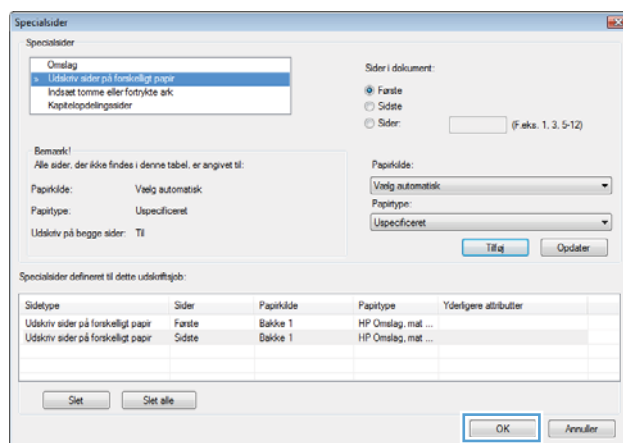 Specialsider
Specialsider
Omslag
» Udskriv sider på forskelligt papir
Indsæt tomme eller fortrykte ark
Kapitelopdelingssider
Sider i dokument:
Første
Sidste
Sider: (F.eks. 1, 3, 5-12)
Bemærk!
Alle sider, der ikke findes i denne tabel, er angivet til:
Papirkilde: Vælg automatisk
Papirtype: Uspecificeret
Udskriv på begge sider: Til
Papirkilde:
Vælg automatisk
Papirtype:
Uspecificeret
Tilføj Opdater
Specialsider defineret til dette udskriftsjob:
Sidetype Sider Papirkilde Papirtype Yderligere attributter
Udskriv sider på forskelligt papir Første Bakke 1 HP Omslag, mat ...
Udskriv sider på forskelligt papir Sidste Bakke 1 HP Omslag, mat ...
Slet Slet alle
OK Annuller